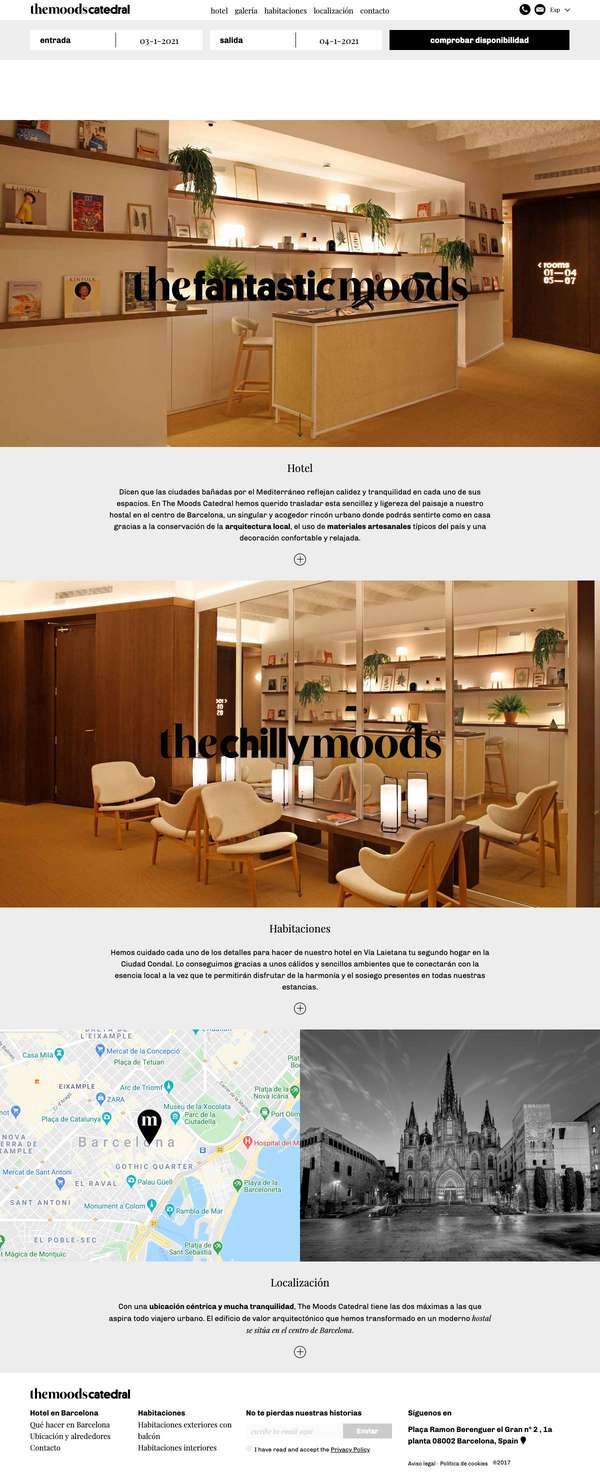 themoodscatedral
hotel galería habitaciones localización contacto
Esp
entrada 03-1-2021 salida 04-1-2021 comprobar disponibilidad
KINFOLK
< rooms
01—04
05—07
thefantasticmoods
Hotel
Dicen que las ciudades bañadas por el Mediterráneo reflejan calidez y tranquilidad en cada uno de sus
espacios. En The Moods Catedral hemos querido trasladar esta sencillez y ligereza del paisaje a nuestro
hostal en el centro de Barcelona, un singular y acogedor rincón urbano donde podrás sentirte como en casa
gracias a la conservación de la arquitectura local, el uso de materiales artesanales típicos del país y una
decoración confortable y relajada.
thechillymoods
Habitaciones
Hemos cuidado cada uno de los detalles para hacer de nuestro hotel en Vía Laietana tu segundo hogar en la
Ciudad Condal. Lo conseguimos gracias a unos cálidos y sencillos ambientes que te conectarán con la
esencia local a la vez que te permitirán disfrutar de la harmonía y el sosiego presentes en todas nuestras
estancias.
L'EIXAMPLE
Casa Milà
Mercat de la Concepció
Plaça de Tetuan
Platja de la
Nova Icària
EIXAMPLE
Arc de Triomf
ZARA
Museu de la Xocolata
Port Olím
Plaça de Catalunya
Parc de la
Ciutadella
m
NOVA
Barcelona
Hospital del M
GOTHIC QUARTER
Mercat de Sant Antoni
EL RAVAL
Palau Güell
Platja de la
Barceloneta
SANT ANTONI
Monument a Colom
Rambla de Mar
EL POBLE-SEC
Platja de
Sant Sebastià
Màgica de Montjuïc
Localización
Con una ubicación céntrica y mucha tranquilidad, The Moods Catedral tiene las dos máximas a las que
aspira todo viajero urbano. El edificio de valor arquitectónico que hemos transformado en un moderno hostal
se sitúa en el centro de Barcelona.
themoodscatedral
Hotel en Barcelona
Qué hacer en Barcelona
Ubicación y alrededores
Contacto
Habitaciones
Habitaciones exteriores con
balcón
Habitaciones interiores
No te pierdas nuestras historias
escribe tu email aquí Enviar
I have read and accept the Privacy Policy
Síguenos en
Plaça Ramon Berenguer el Gran nº 2 , 1a
planta 08002 Barcelona, Spain
Aviso legal · Política de cookies ©2017